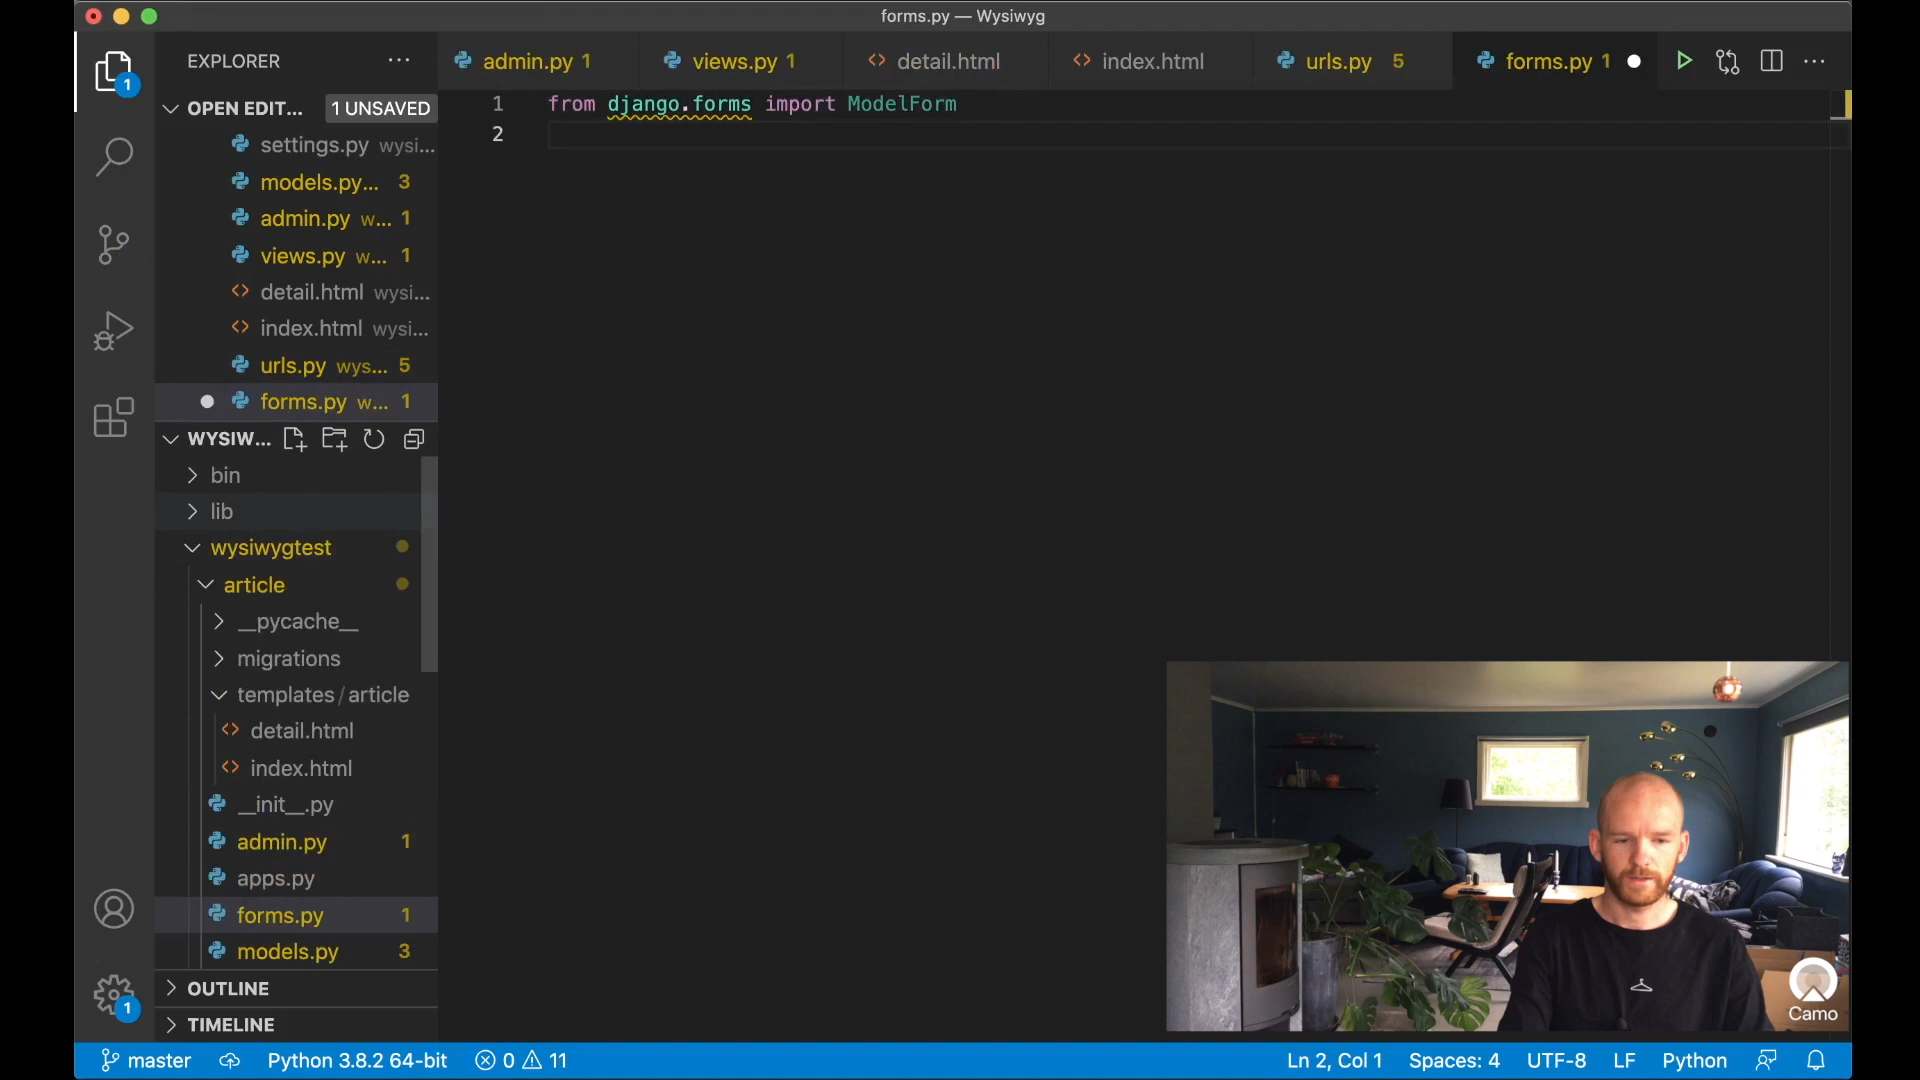 forms.py — Wysiwyg
EXPLORER
admin.py 1
views.py 1
detail.html
index.html
urls.py 5
forms.py 1
1
OPEN EDIT... 1 UNSAVED
settings.py wysi...
models.py... 3
admin.py w... 1
views.py w... 1
detail.html wysi...
index.html wysi...
urls.py wys... 5
forms.py w... 1
WYSIW...
bin
lib
wysiwygtest
article
__pycache__
migrations
templates/article
detail.html
index.html
__init__.py
admin.py 1
apps.py
forms.py 1
models.py 3
OUTLINE
TIMELINE
1
1 from django.forms import ModelForm
2
Camo
master
Python 3.8.2 64-bit
0
11
Ln 2, Col 1
Spaces: 4
UTF-8
LF
Python